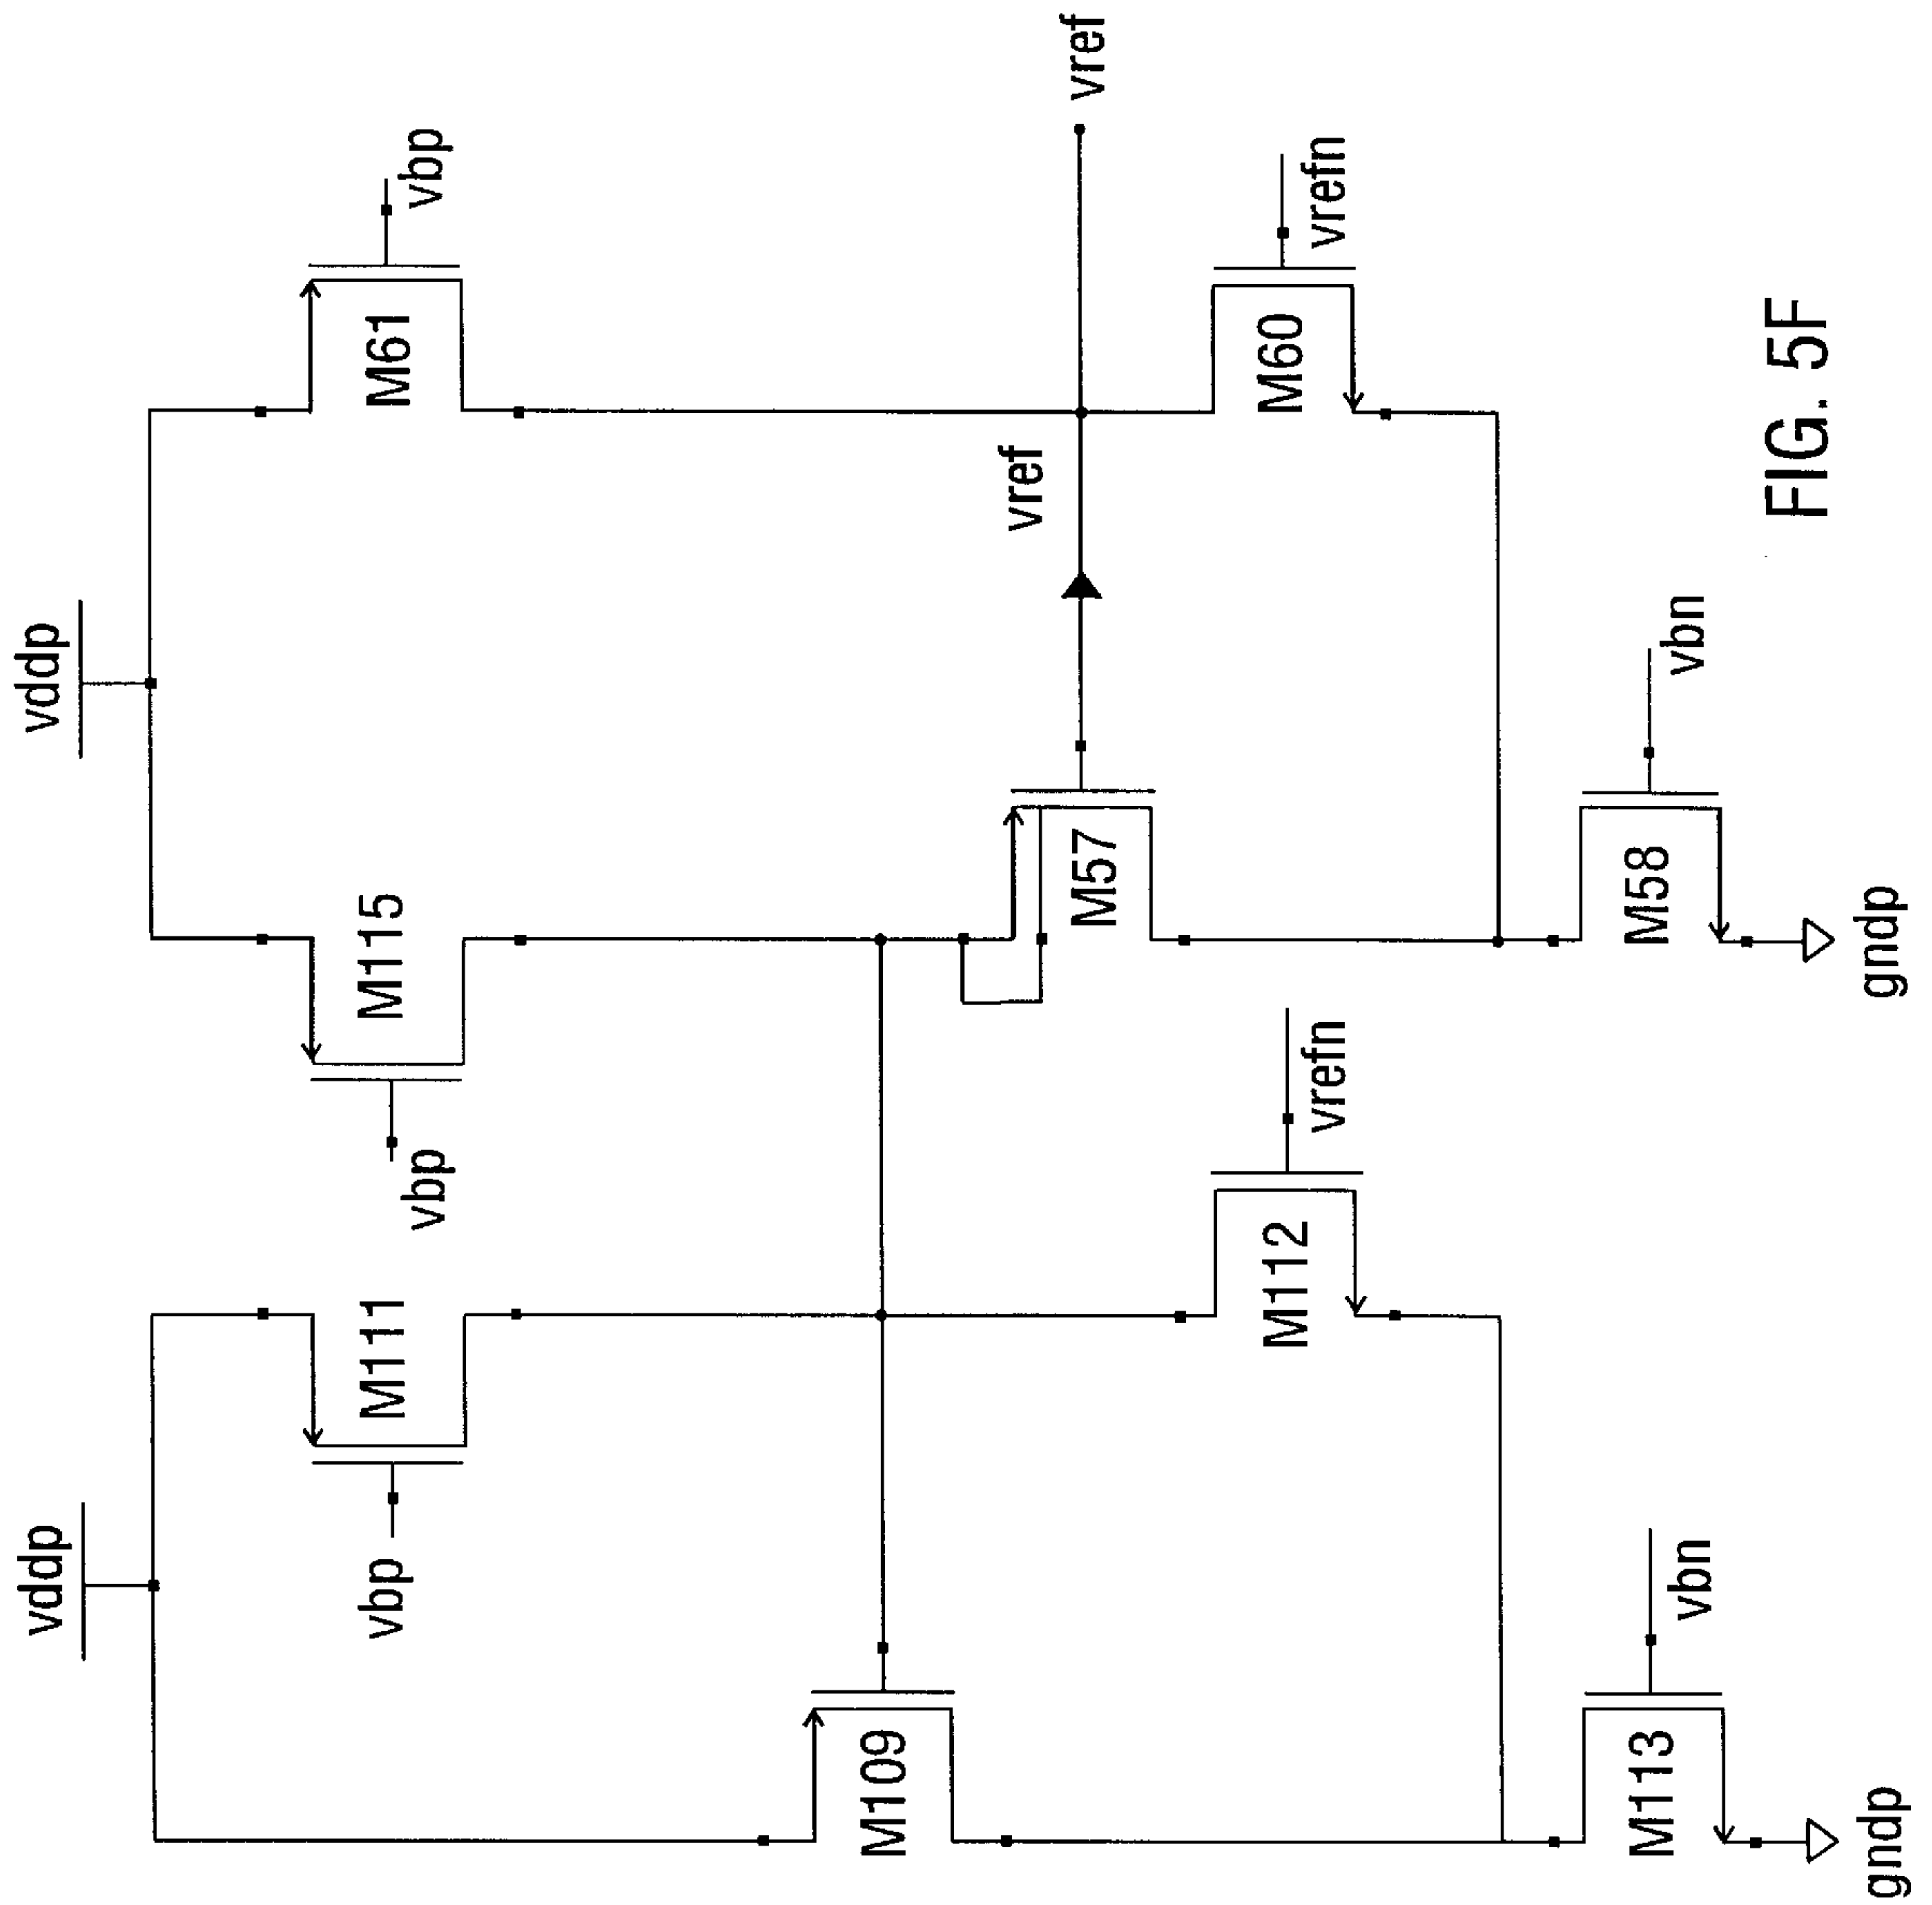 vddp
vddp
vbp
M111
vbp
M115
M61
vbp
M109
M57
vref
vref
M112
vrefn
M60
vrefn
M113
vbn
M58
vbn
gndp
gndp
FIG. 5F